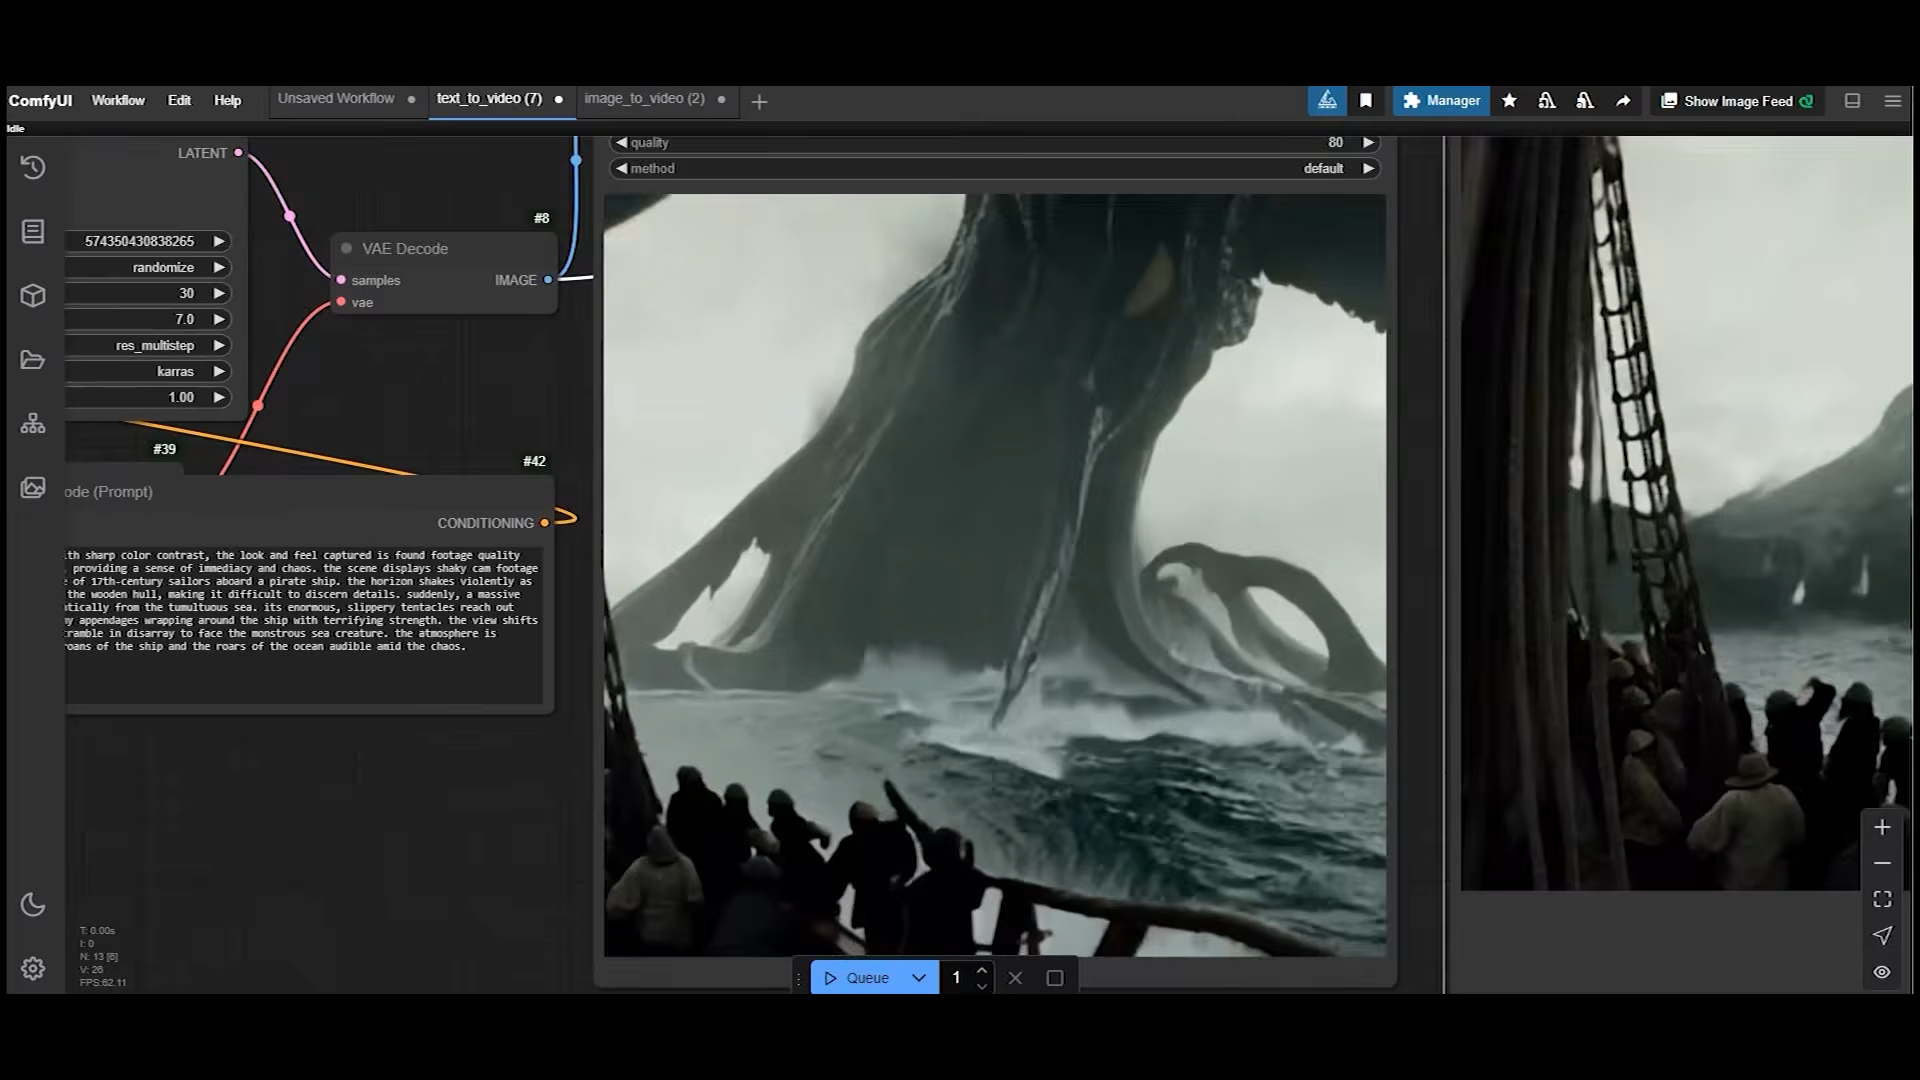 ComfyUI Workflow Edit Help Unsaved Workflow text_to_video (7) image_to_video (2) Manager Show Image Feed
Idle
LATENT
quality 80
method default
#8
VAE Decode
samples IMAGE
vae
574350430838265
randomize
30
7.0
res_multistep
karras
1.00
#39
#42
ode (Prompt)
CONDITIONING
ith sharp color contrast, the look and feel captured is found footage quality
, providing a sense of immediacy and chaos. the scene displays shaky cam footage
e of 17th-century sailors aboard a pirate ship. the horizon shakes violently as
the wooden hull, making it difficult to discern details. suddenly, a massive
tically from the tumultuous sea. its enormous, slippery tentacles reach out
y appendages wrapping around the ship with terrifying strength. the view shifts
ramble in disarray to face the monstrous sea creature. the atmosphere is
roans of the ship and the roars of the ocean audible amid the chaos.
T: 0.00s
I: 0
N: 13 [6]
V: 26
FPS:62.11
Queue 1